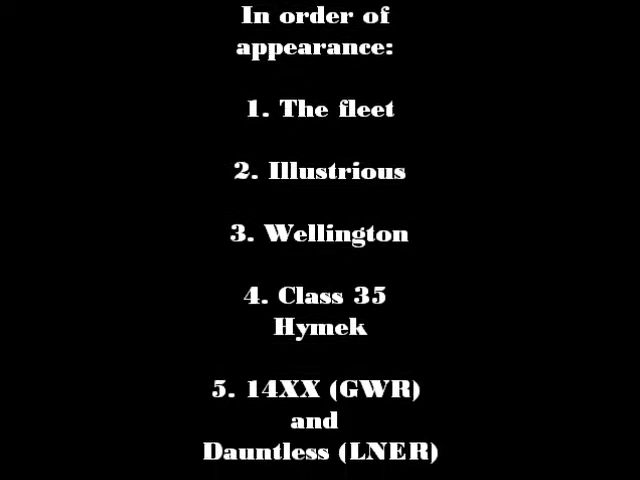 In order of
appearance:
1. The fleet
2. Illustrious
3. Wellington
4. Class 35
Hymek
5. 14XX (GWR)
and
Dauntless (LNER)